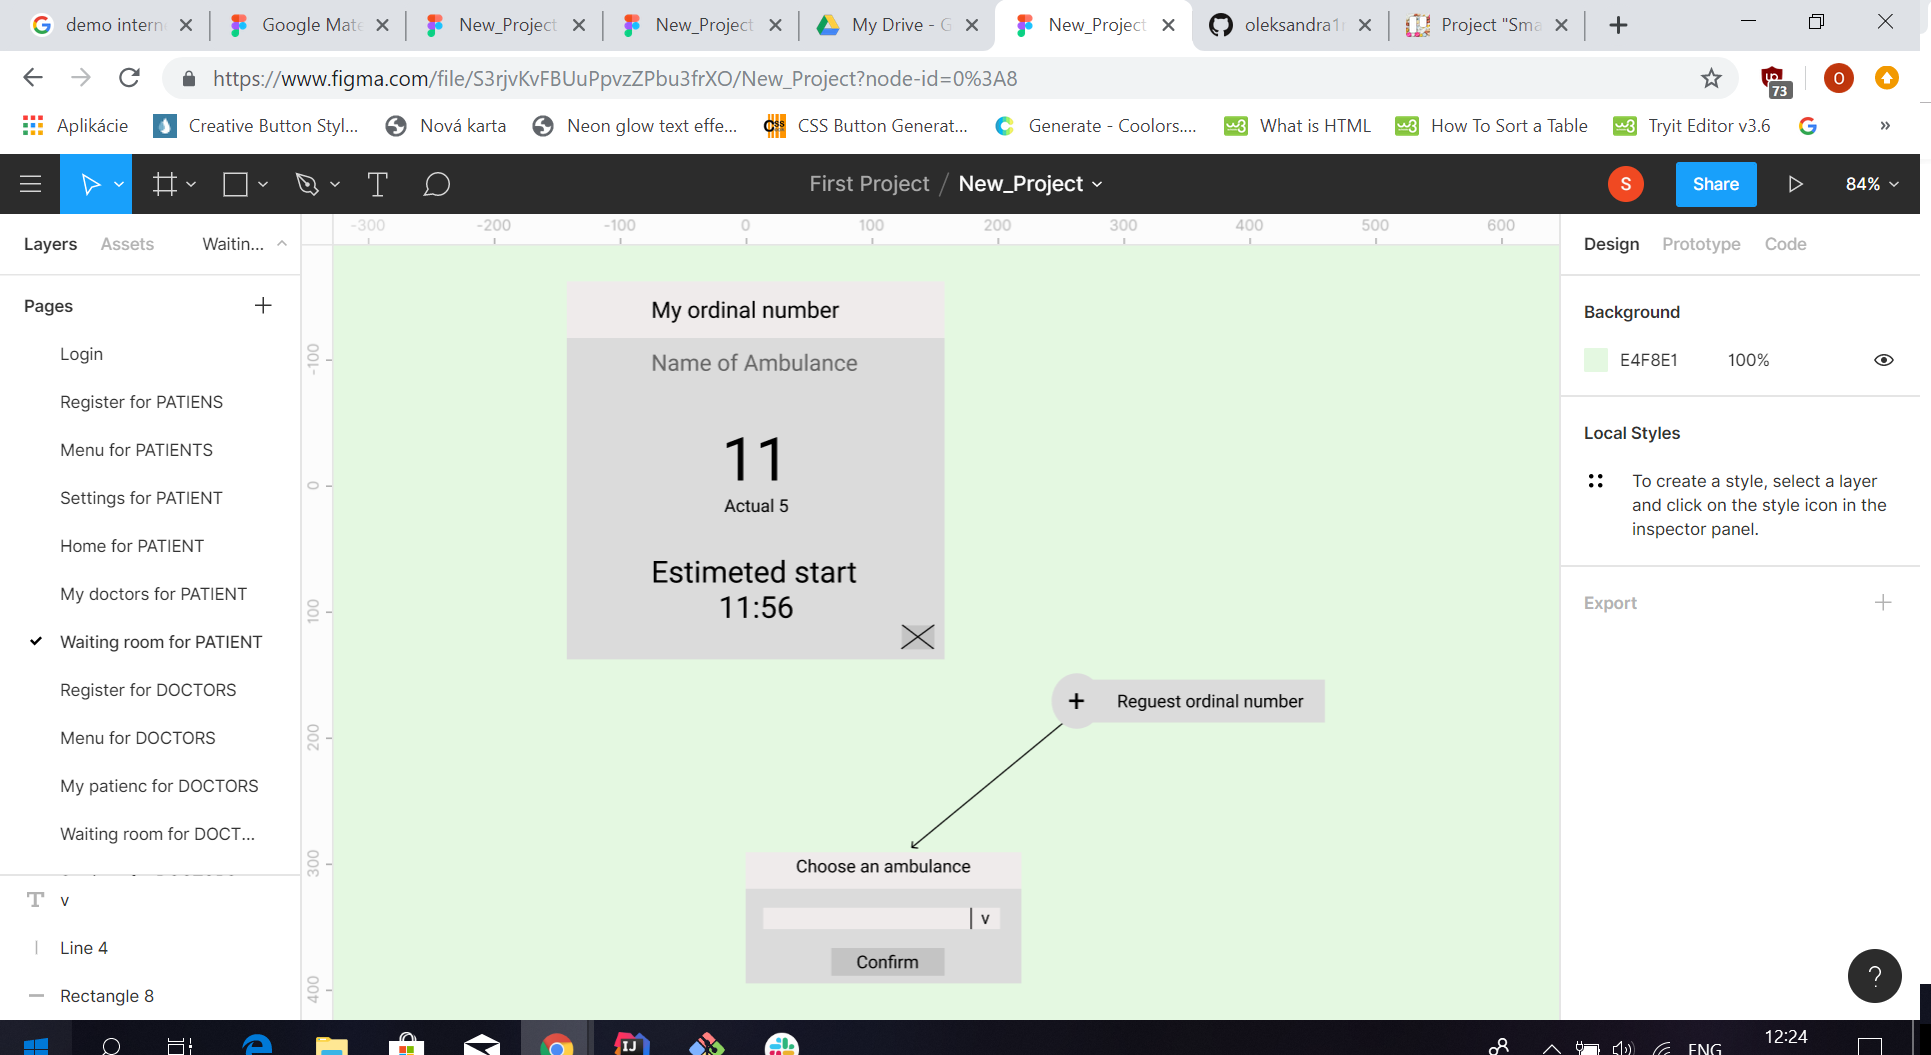 demo intern
Google Mate
New_Project
New_Project
My Drive - G
New_Project
oleksandra1r
Project "Sma
https://www.figma.com/file/S3rjvKvFBUuPpvzZPbu3frXO/New_Project?node-id=0%3A8
73
O
Aplikácie
Creative Button Styl...
Nová karta
Neon glow text effe...
CSS Button Generat...
Generate - Coolors....
What is HTML
How To Sort a Table
Tryit Editor v3.6
»
First Project / New_Project
S
Share
84%
Layers
Assets
Waitin...
-300 -200 -100 0 100 200 300 400 500 600
Design
Prototype
Code
Pages
Login
Register for PATIENS
Menu for PATIENTS
Settings for PATIENT
Home for PATIENT
My doctors for PATIENT
Waiting room for PATIENT
Register for DOCTORS
Menu for DOCTORS
My patienc for DOCTORS
Waiting room for DOCT...
v
Line 4
Rectangle 8
-100
0
100
200
300
400
My ordinal number
Name of Ambulance
11
Actual 5
Estimeted start
11:56
+
Reguest ordinal number
Choose an ambulance
v
Confirm
Background
E4F8E1
100%
Local Styles
To create a style, select a layer
and click on the style icon in the
inspector panel.
Export
?
ENG
12:24